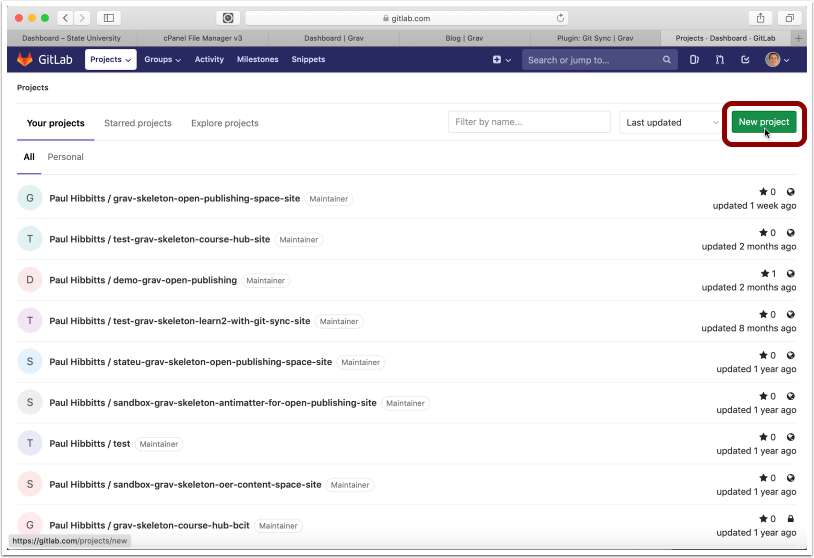 gitlab.com
Dashboard – State University
cPanel File Manager v3
Dashboard | Grav
Blog | Grav
Plugin: Git Sync | Grav
Projects · Dashboard · GitLab
GitLab
Projects
Groups
Activity
Milestones
Snippets
Search or jump to...
Projects
Your projects
Starred projects
Explore projects
Filter by name...
Last updated
New project
All
Personal
G
Paul Hibbitts / grav-skeleton-open-publishing-space-site
Maintainer
0
updated 1 week ago
T
Paul Hibbitts / test-grav-skeleton-course-hub-site
Maintainer
0
updated 2 months ago
D
Paul Hibbitts / demo-grav-open-publishing
Maintainer
1
updated 2 months ago
T
Paul Hibbitts / test-grav-skeleton-learn2-with-git-sync-site
Maintainer
0
updated 8 months ago
S
Paul Hibbitts / stateu-grav-skeleton-open-publishing-space-site
Maintainer
0
updated 1 year ago
S
Paul Hibbitts / sandbox-grav-skeleton-antimatter-for-open-publishing-site
Maintainer
0
updated 1 year ago
T
Paul Hibbitts / test
Maintainer
0
updated 1 year ago
S
Paul Hibbitts / sandbox-grav-skeleton-oer-content-space-site
Maintainer
0
updated 1 year ago
G
Paul Hibbitts / grav-skeleton-course-hub-bcit
Maintainer
0
updated 1 year ago
https://gitlab.com/projects/new